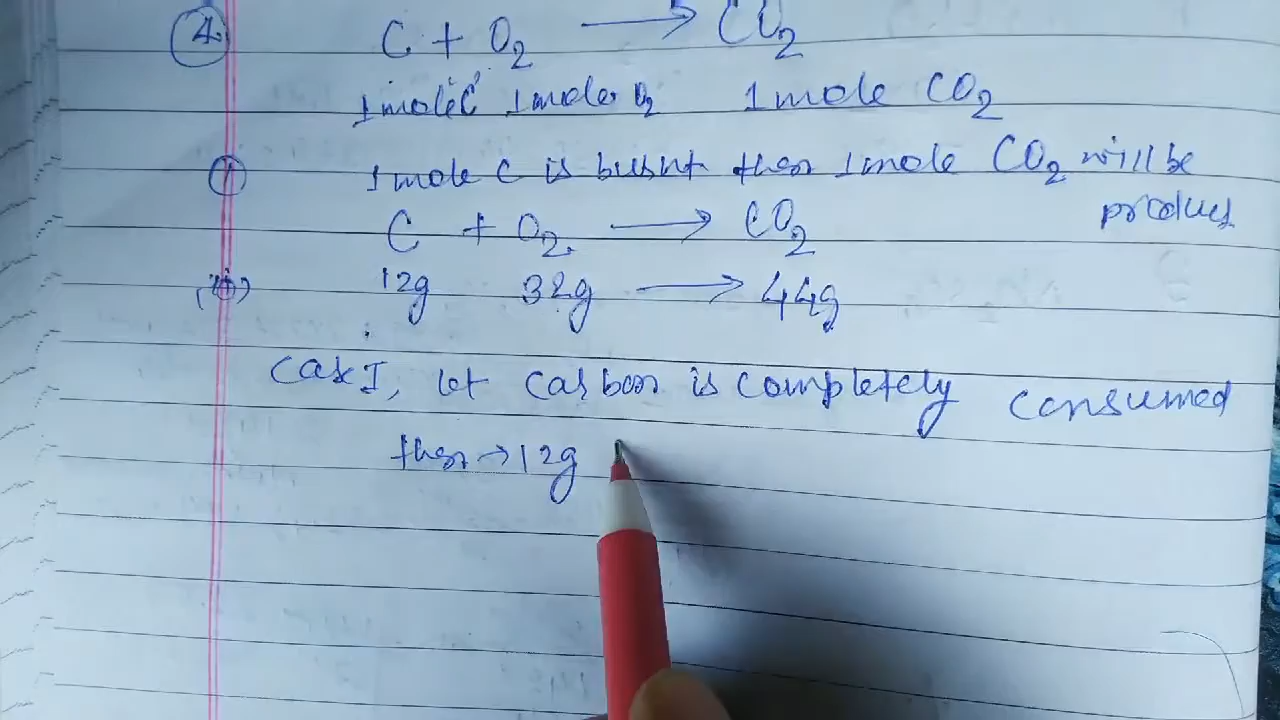 4. C + O2 → CO2
1 mole C 1 mole O2 1 mole CO2
1 mole C is burnt then 1 mole CO2 will be
produced
C + O2 → CO2
(ii) 12g 32g → 44g
Case I, let carbon is completely consumed
then → 12g